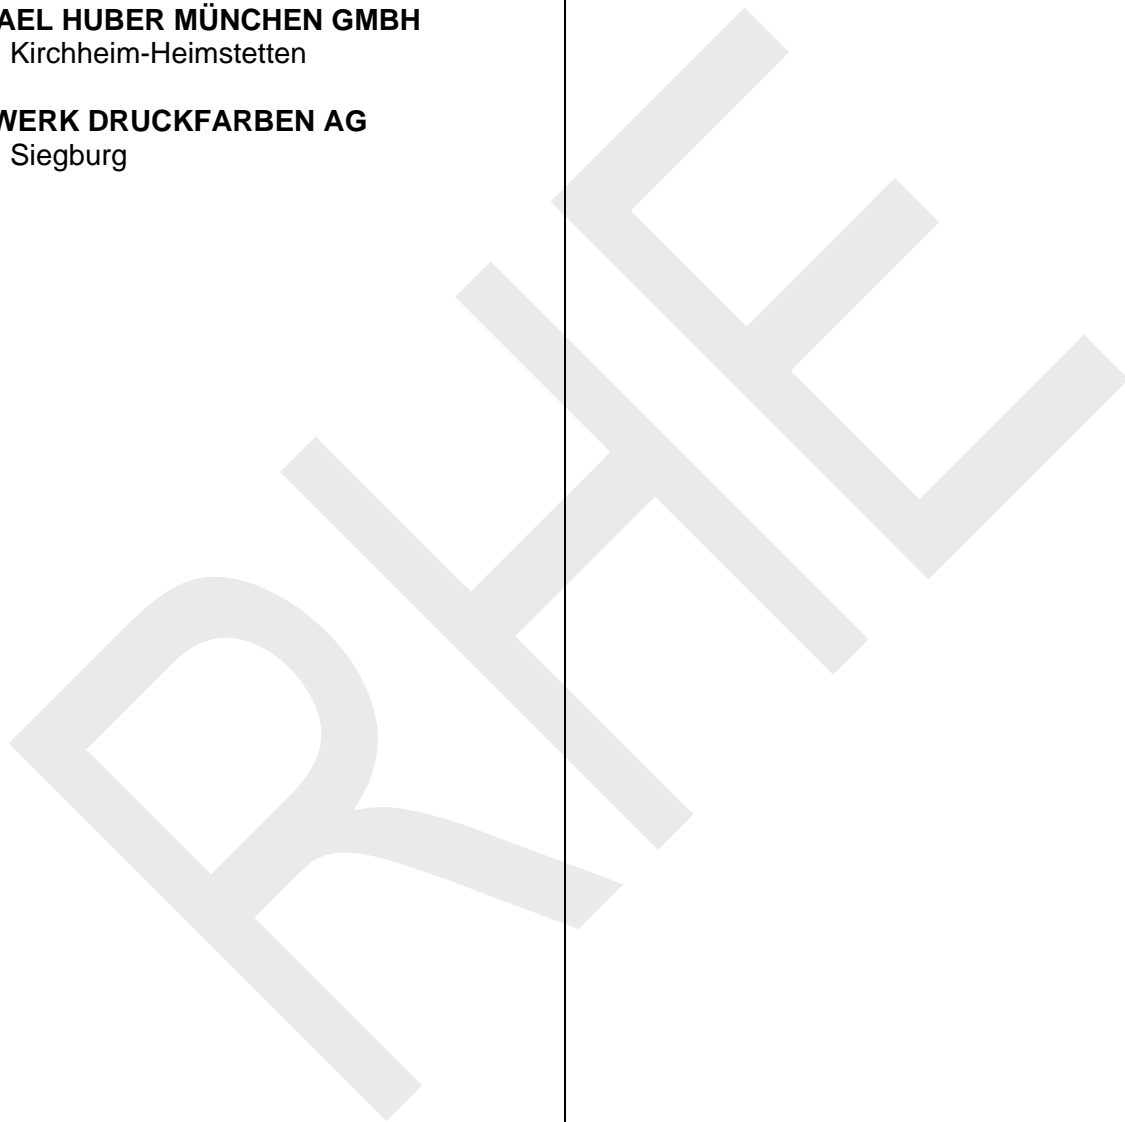 AEL HUBER MÜNCHEN GMBH
Kirchheim-Heimstetten
WERK DRUCKFARBEN AG
Siegburg
RHE